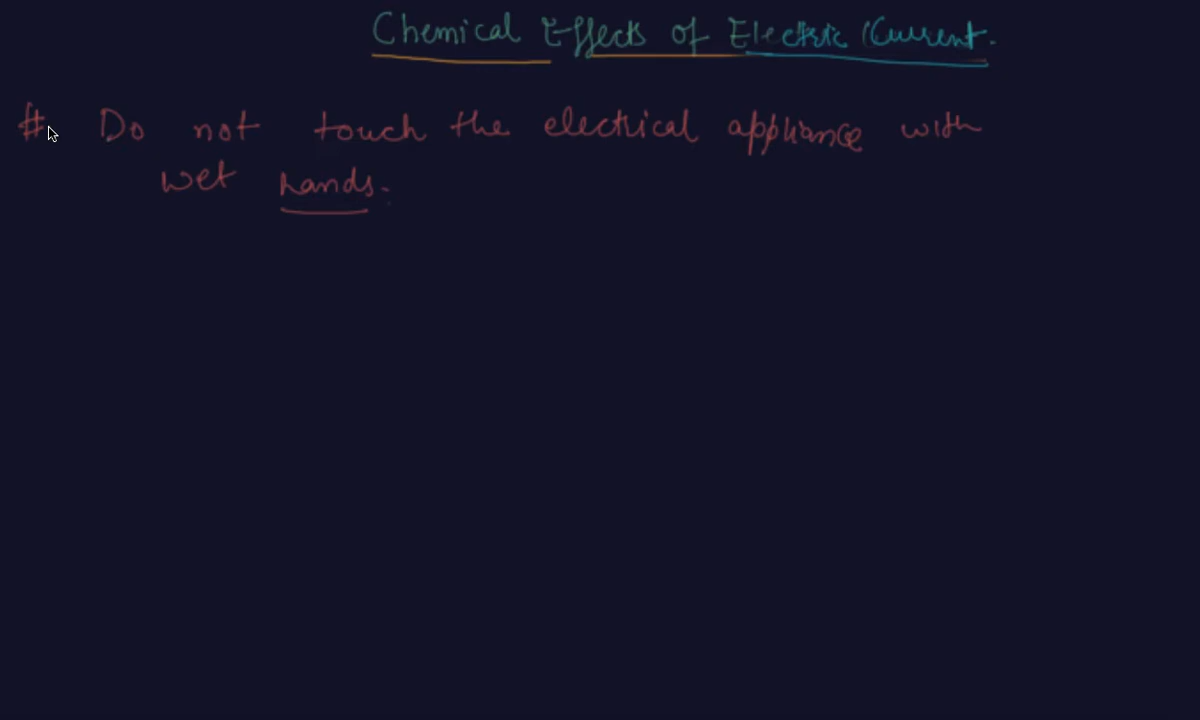 Chemical Effects of Electric Current.
# Do not touch the electrical appliance with
wet hands.